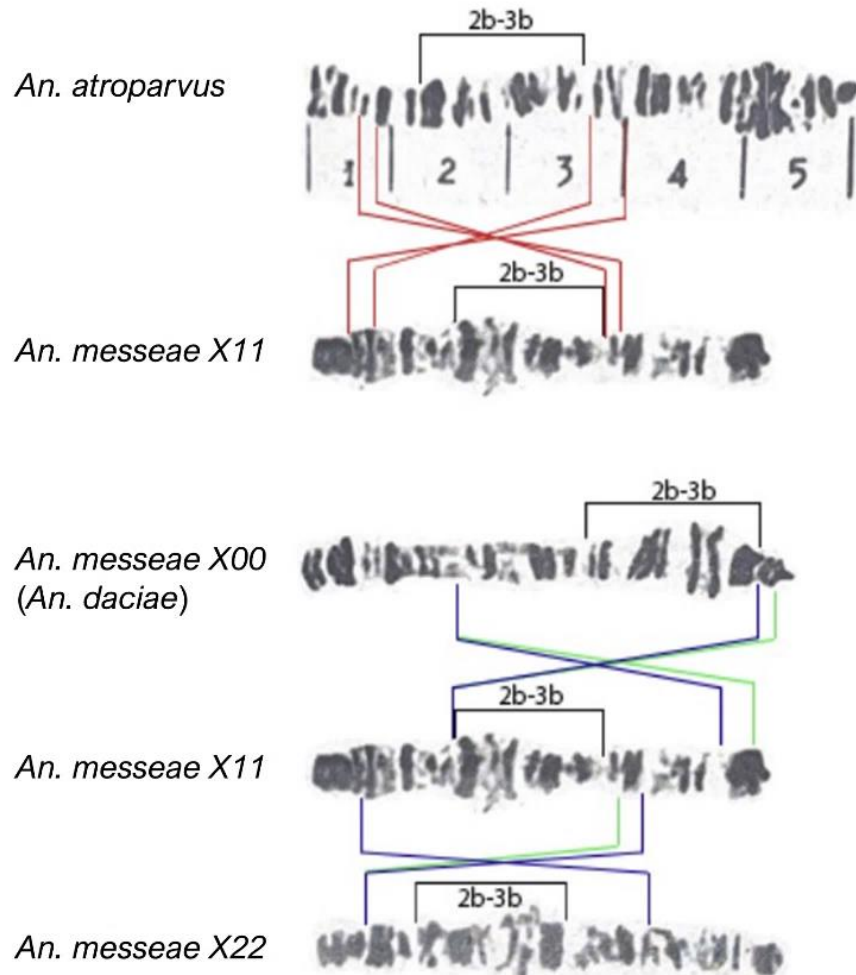 2b-3b
An. atroparvus
1 2 3 4 5
2b-3b
An. messeae X11
2b-3b
An. messeae X00
(An. daciae)
2b-3b
An. messeae X11
2b-3b
An. messeae X22